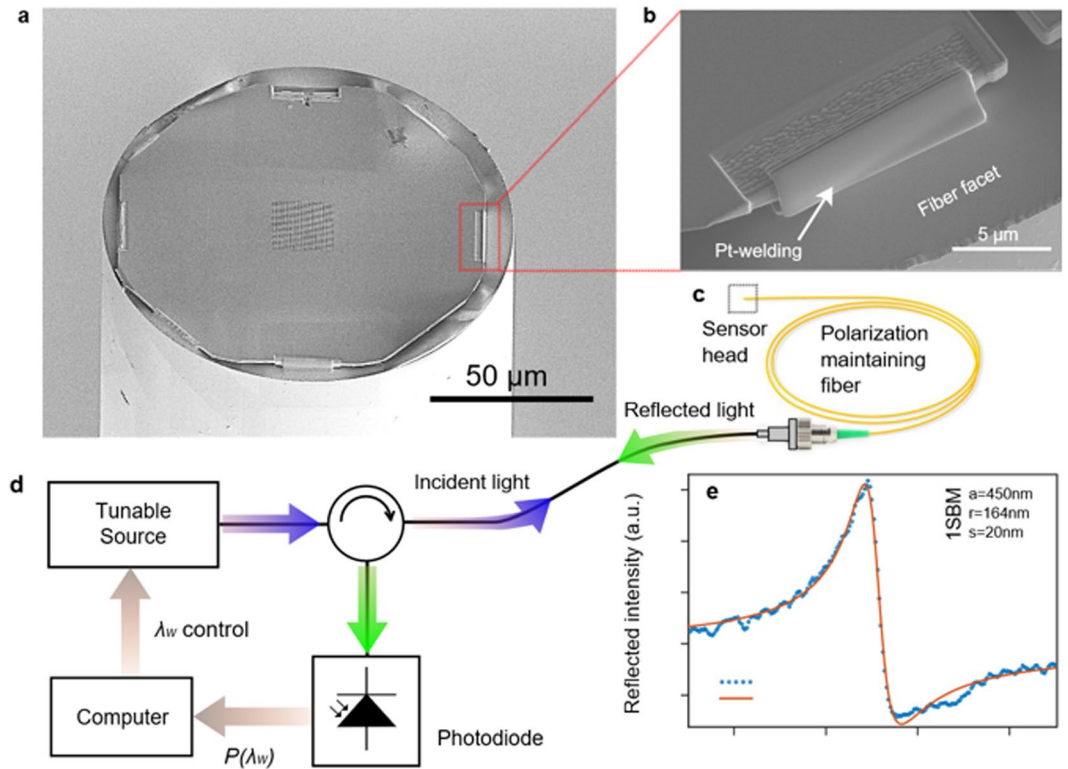 a
50 μm
b
Pt-welding
Fiber facet
5 μm
c
Sensor
head
Polarization
maintaining
fiber
Reflected light
d
Tunable
Source
Incident light
λw control
Computer
P(λw)
Photodiode
e
Reflected intensity (a.u.)
1SBM
a=450nm
r=164nm
s=20nm